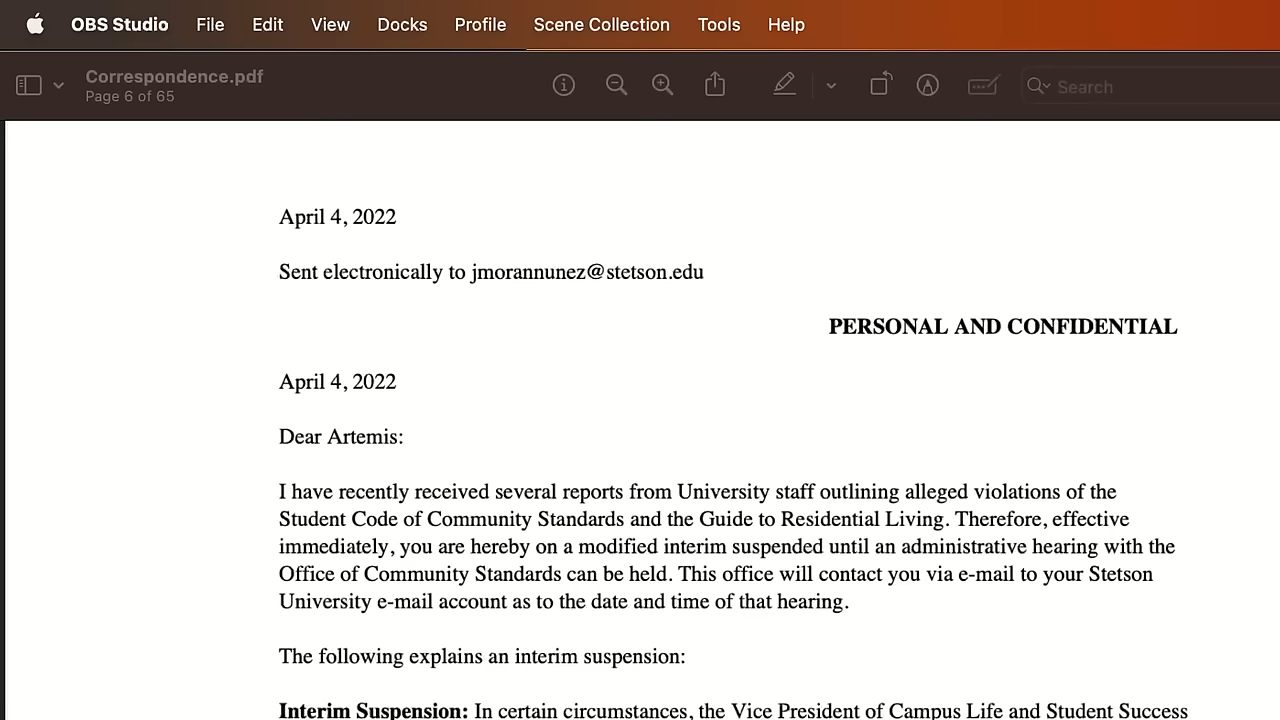 OBS Studio File Edit View Docks Profile Scene Collection Tools Help
Correspondence.pdf
Page 6 of 65
Search
April 4, 2022
Sent electronically to jmorannunez@stetson.edu
PERSONAL AND CONFIDENTIAL
April 4, 2022
Dear Artemis:
I have recently received several reports from University staff outlining alleged violations of the
Student Code of Community Standards and the Guide to Residential Living. Therefore, effective
immediately, you are hereby on a modified interim suspended until an administrative hearing with the
Office of Community Standards can be held. This office will contact you via e-mail to your Stetson
University e-mail account as to the date and time of that hearing.
The following explains an interim suspension:
Interim Suspension: In certain circumstances, the Vice President of Campus Life and Student Success